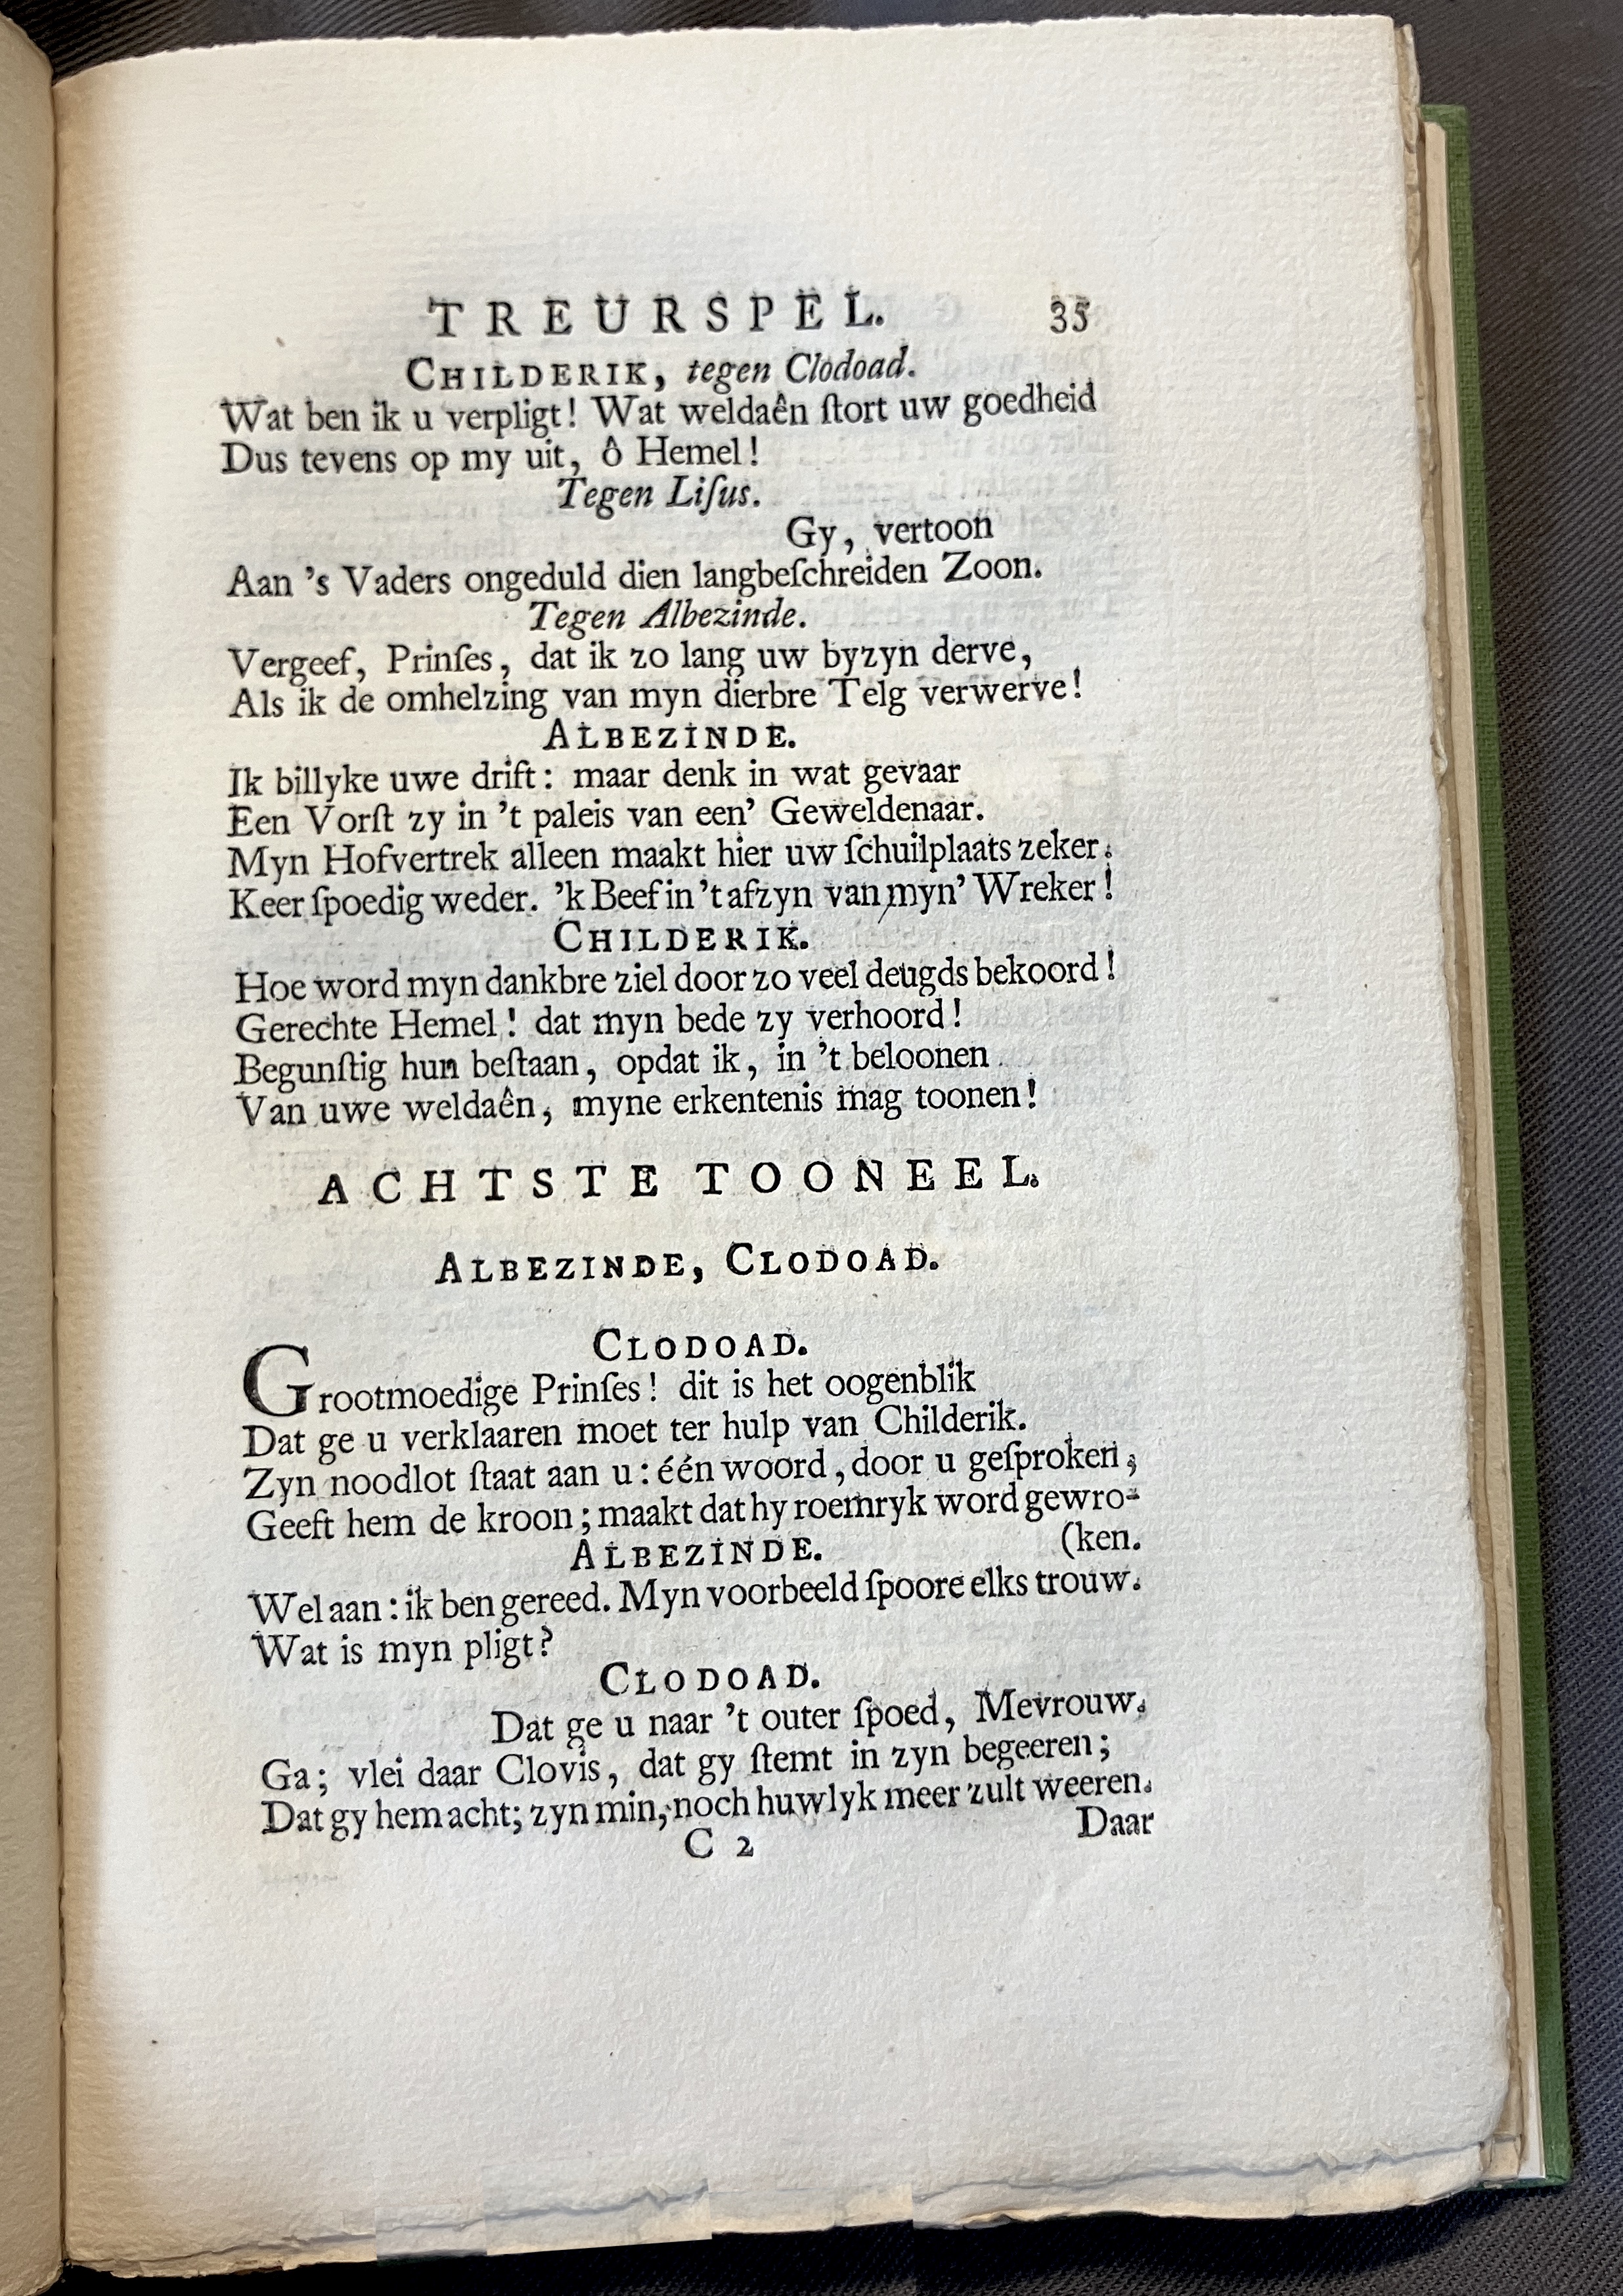 TREURSPEL. 35
CHILDERIK, tegen Clodoad.
Wat ben ik u verpligt! Wat weldaên ſtort uw goedheid
Dus tevens op my uit, ô Hemel!
Tegen Liſus.
Gy, vertoon
Aan 's Vaders ongeduld dien langbeſchreiden Zoon.
Tegen Albezinde.
Vergeef, Prinſes, dat ik zo lang uw byzyn derve,
Als ik de omhelzing van myn dierbre Telg verwerve!
ALBEZINDE.
Ik billyke uwe drift: maar denk in wat gevaar
Een Vorſt zy in 't paleis van een' Geweldenaar.
Myn Hofvertrek alleen maakt hier uw ſchuilplaats zeker.
Keer ſpoedig weder. 'k Beef in 't afzyn van myn' Wreker!
CHILDERIK.
Hoe word myn dankbre ziel door zo veel deugds bekoord!
Gerechte Hemel! dat myn bede zy verhoord!
Begunſtig hun beſtaan, opdat ik, in 't beloonen
Van uwe weldaên, myne erkentenis mag toonen!
ACHTSTE TOONEEL.
ALBEZINDE, CLODOAD.
CLODOAD.
Grootmoedige Prinſes! dit is het oogenblik
Dat ge u verklaaren moet ter hulp van Childerik.
Zyn noodlot ſtaat aan u: één woord, door u geſproken,
Geeft hem de kroon; maakt dat hy roemryk word gewro-
(ken.
ALBEZINDE.
Wel aan: ik ben gereed. Myn voorbeeld ſpoore elks trouw.
Wat is myn pligt?
CLODOAD.
Dat ge u naar 't outer ſpoed, Mevrouw.
Ga; vlei daar Clovis, dat gy ſtemt in zyn begeeren;
Dat gy hem acht; zyn min, noch huwlyk meer zult weeren.
C 2 Daar